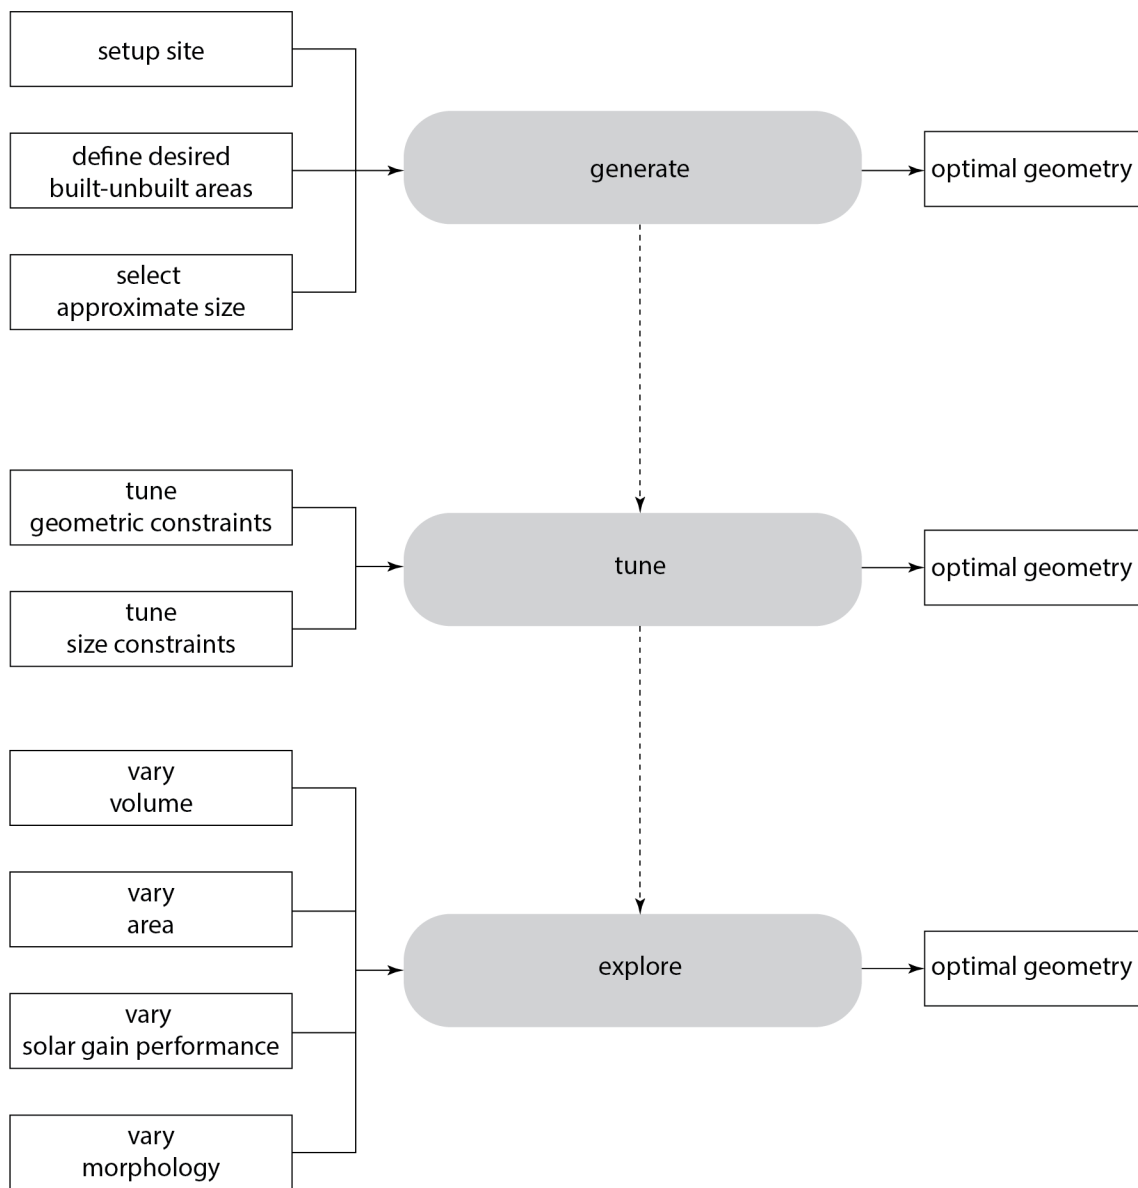 setup site
define desired
built-unbuilt areas
select
approximate size
generate
optimal geometry
tune
geometric constraints
tune
size constraints
tune
optimal geometry
vary
volume
vary
area
vary
solar gain performance
vary
morphology
explore
optimal geometry